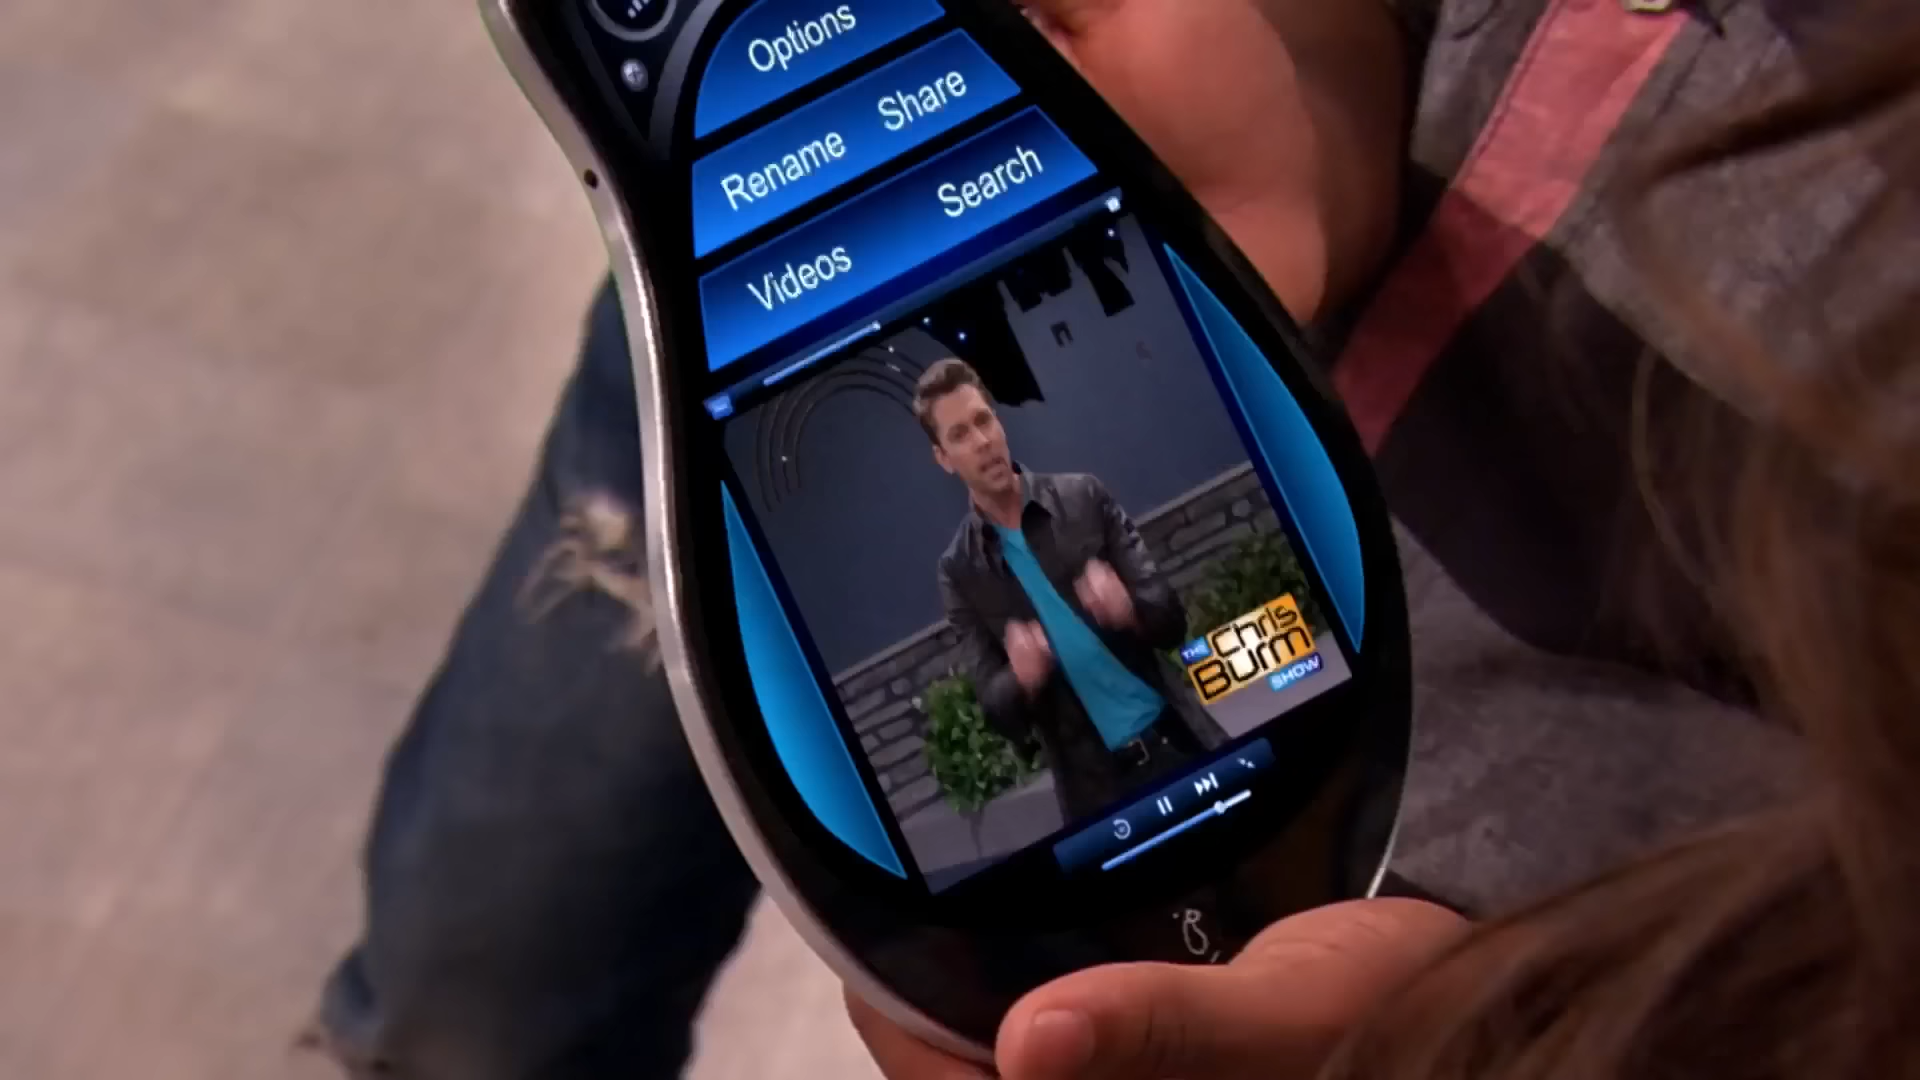 Options
Rename Share
Videos Search
THE Chris
Burm
SHOW